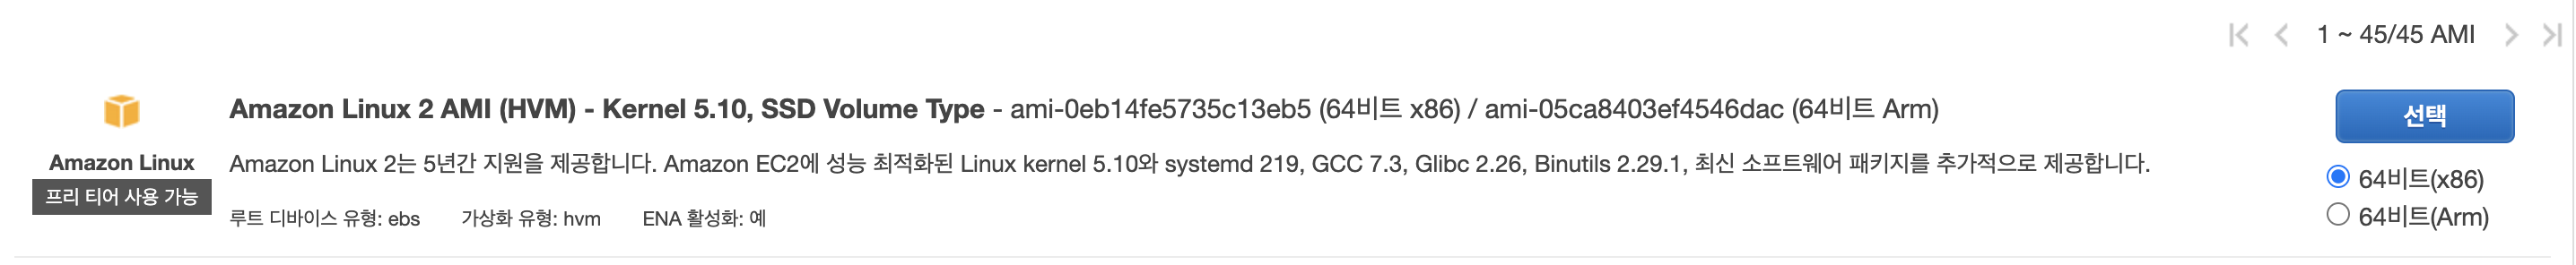 1 ~ 45/45 AMI
Amazon Linux
프리 티어 사용 가능
Amazon Linux 2 AMI (HVM) - Kernel 5.10, SSD Volume Type - ami-0eb14fe5735c13eb5 (64비트 x86) / ami-05ca8403ef4546dac (64비트 Arm)
Amazon Linux 2는 5년간 지원을 제공합니다. Amazon EC2에 성능 최적화된 Linux kernel 5.10와 systemd 219, GCC 7.3, Glibc 2.26, Binutils 2.29.1, 최신 소프트웨어 패키지를 추가적으로 제공합니다.
루트 디바이스 유형: ebs 가상화 유형: hvm ENA 활성화: 예
선택
64비트(x86)
64비트(Arm)